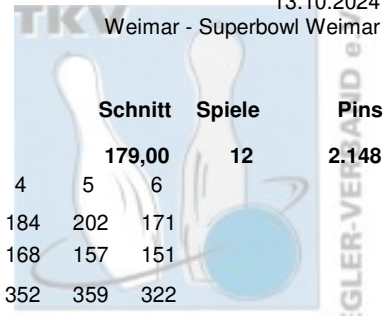 13.10.2024
TKV
Weimar - Superbowl Weimar
Schnitt Spiele Pins
179,00 12 2.148
4 5 6
184 202 171
168 157 151
352 359 322
EGLER-VERBAND e.V.